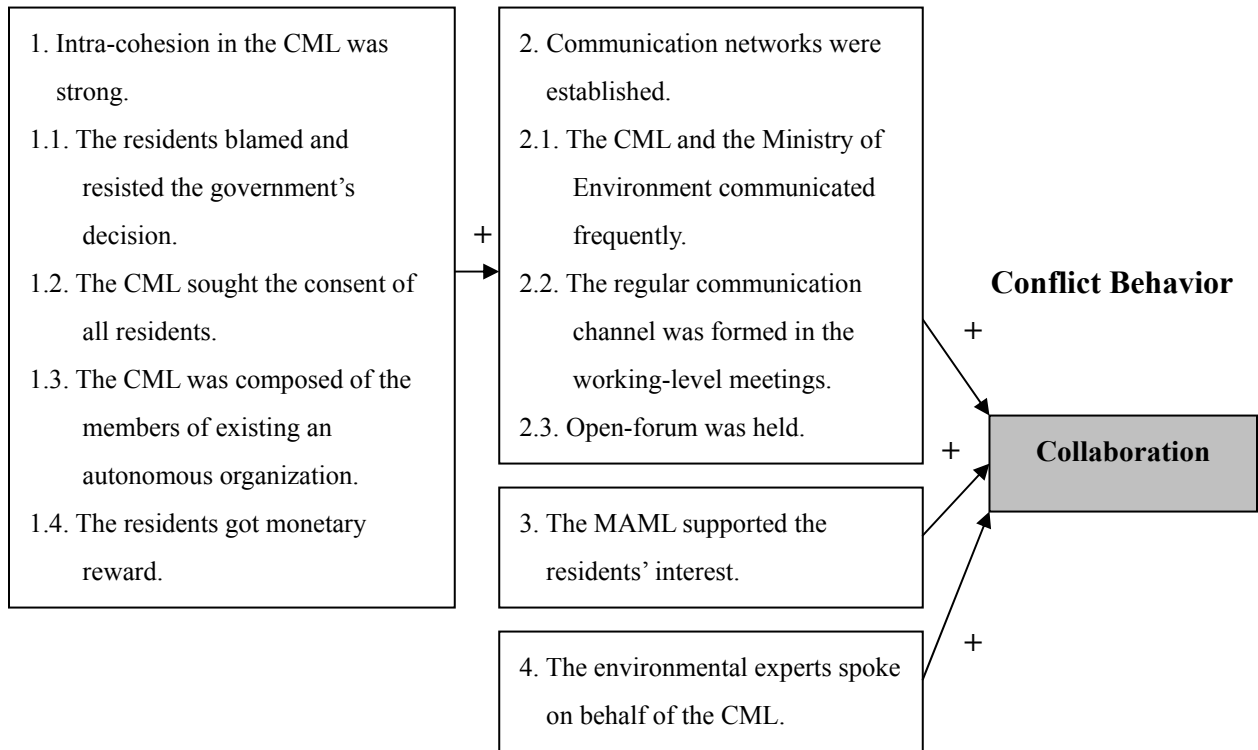 1. Intra-cohesion in the CML was
strong.
1.1. The residents blamed and
resisted the government’s
decision.
1.2. The CML sought the consent of
all residents.
1.3. The CML was composed of the
members of existing an
autonomous organization.
1.4. The residents got monetary
reward.
+
2. Communication networks were
established.
2.1. The CML and the Ministry of
Environment communicated
frequently.
2.2. The regular communication
channel was formed in the
working-level meetings.
2.3. Open-forum was held.
3. The MAML supported the
residents’ interest.
4. The environmental experts spoke
on behalf of the CML.
+
+
+
Conflict Behavior
Collaboration